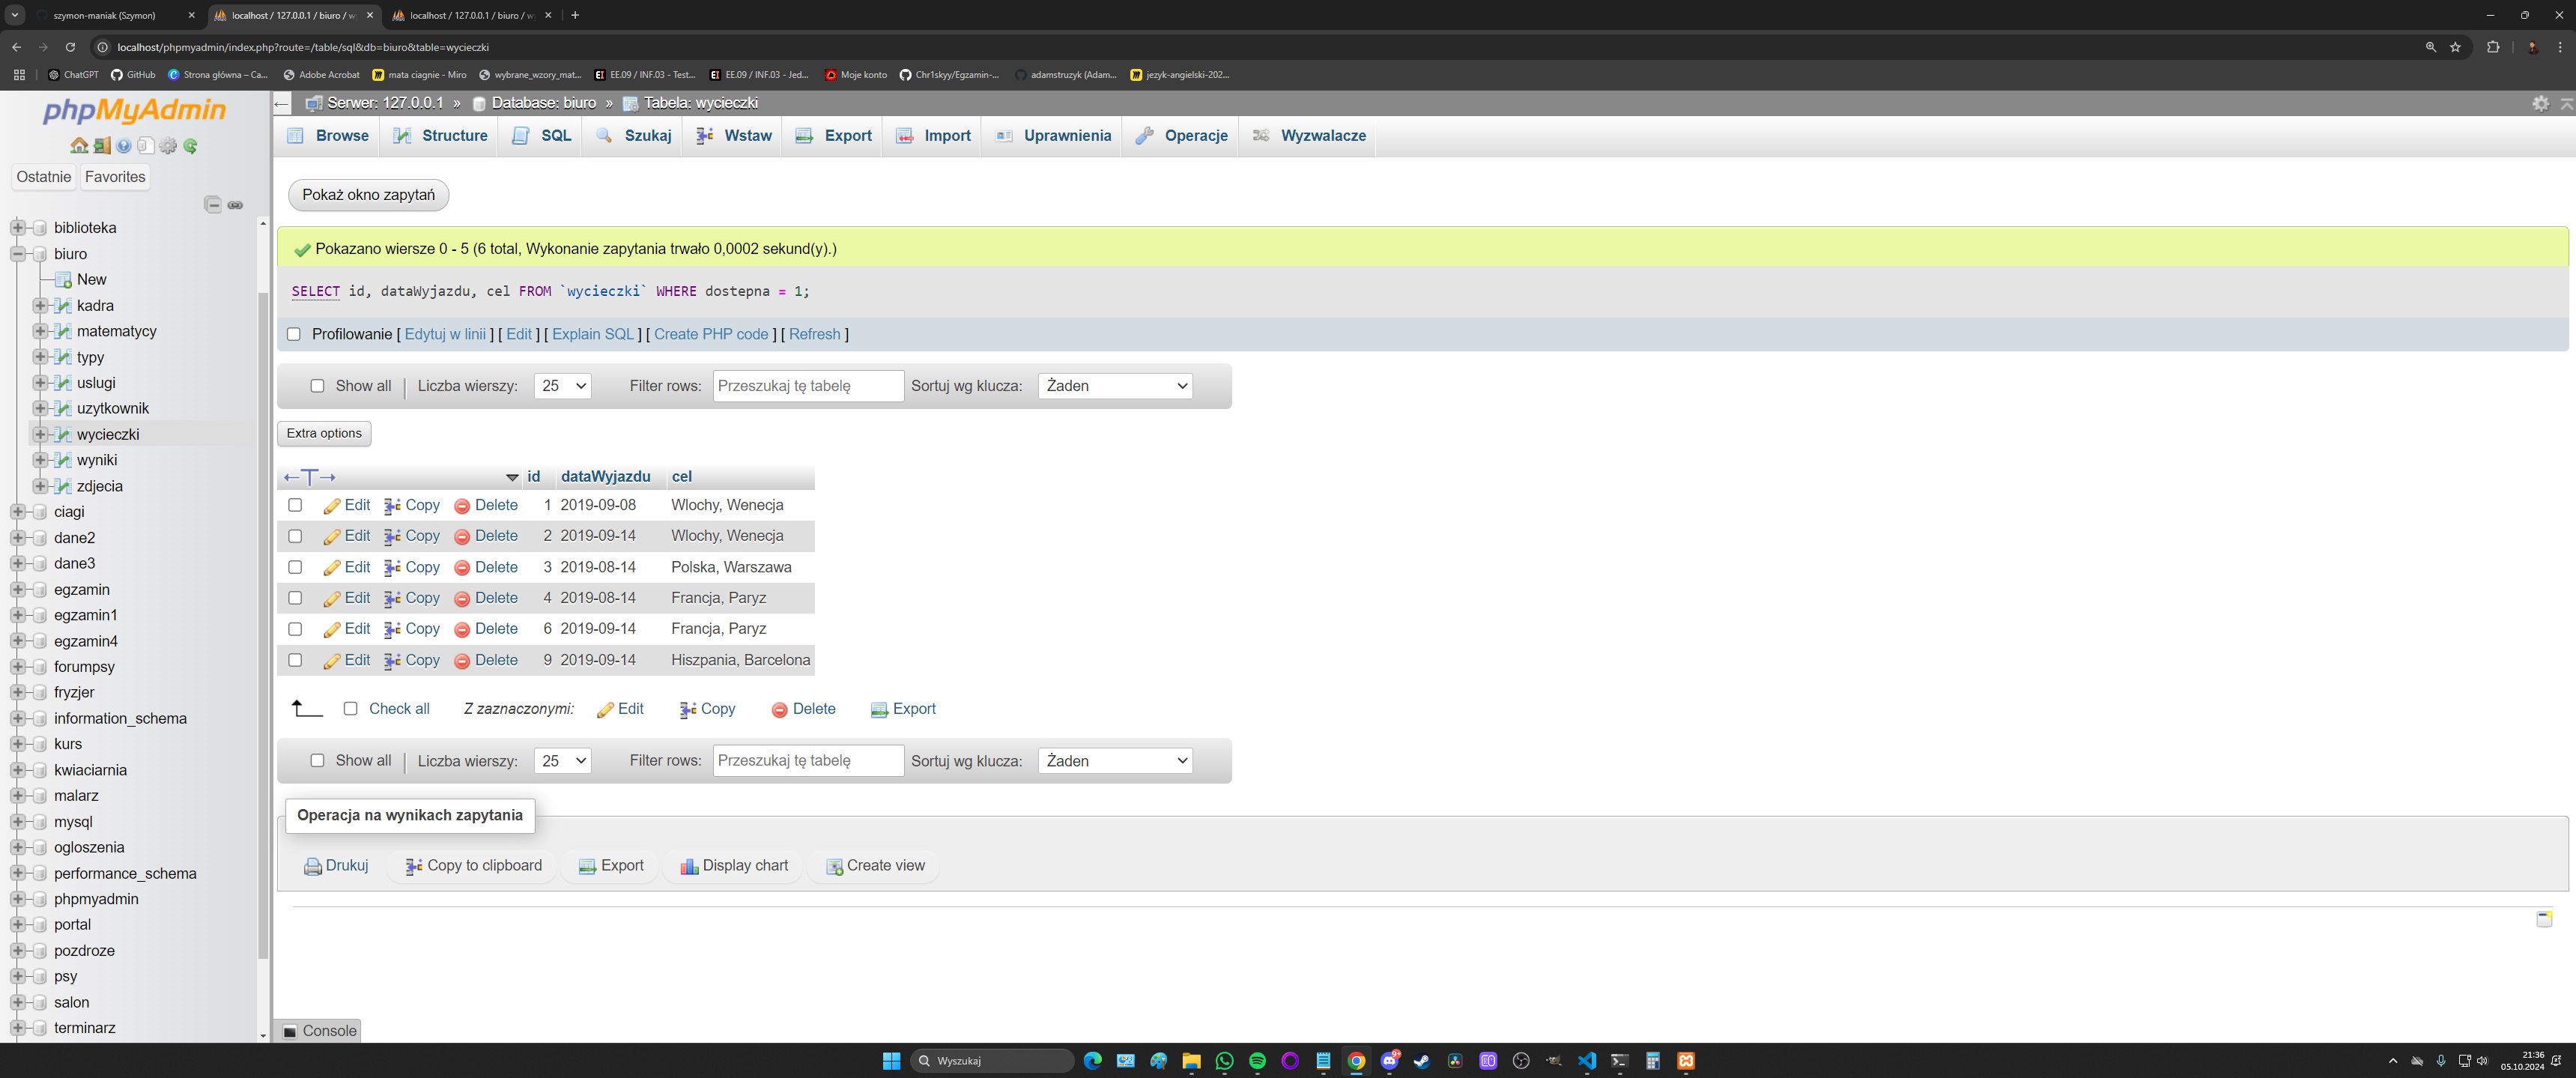 szymon-maniak (Szymon)
localhost / 127.0.0.1 / biuro / w
localhost / 127.0.0.1 / biuro / w
localhost/phpmyadmin/index.php?route=/table/sql&db=biuro&table=wycieczki
ChatGPT GitHub Strona główna – Ca... Adobe Acrobat mata ciagnie - Miro wybrane_wzory_mat... EE.09 / INF.03 - Test... EE.09 / INF.03 - Jed... Moje konto Chr1skyy/Egzamin-... adamstruzyk (Adam... jezyk-angielski-202...
phpMyAdmin
Ostatnie Favorites
biblioteka
biuro
New
kadra
matematycy
typy
uslugi
uzytkownik
wycieczki
wyniki
zdjecia
ciagi
dane2
dane3
egzamin
egzamin1
egzamin4
forumpsy
fryzjer
information_schema
kurs
kwiaciarnia
malarz
mysql
ogloszenia
performance_schema
phpmyadmin
portal
pozdroze
psy
salon
terminarz
Serwer: 127.0.0.1 » Database: biuro » Tabela: wycieczki
Browse Structure SQL Szukaj Wstaw Export Import Uprawnienia Operacje Wyzwalacze
Pokaż okno zapytań
Pokazano wiersze 0 - 5 (6 total, Wykonanie zapytania trwało 0,0002 sekund(y).)
SELECT id, dataWyjazdu, cel FROM `wycieczki` WHERE dostepna = 1;
Profilowanie [ Edytuj w linii ] [ Edit ] [ Explain SQL ] [ Create PHP code ] [ Refresh ]
Show all Liczba wierszy: 25 Filter rows: Przeszukaj tę tabelę Sortuj wg klucza: Żaden
Extra options
id dataWyjazdu cel
Edit Copy Delete 1 2019-09-08 Wlochy, Wenecja
Edit Copy Delete 2 2019-09-14 Wlochy, Wenecja
Edit Copy Delete 3 2019-08-14 Polska, Warszawa
Edit Copy Delete 4 2019-08-14 Francja, Paryz
Edit Copy Delete 6 2019-09-14 Francja, Paryz
Edit Copy Delete 9 2019-09-14 Hiszpania, Barcelona
Check all Z zaznaczonymi: Edit Copy Delete Export
Show all Liczba wierszy: 25 Filter rows: Przeszukaj tę tabelę Sortuj wg klucza: Żaden
Operacja na wynikach zapytania
Drukuj Copy to clipboard Export Display chart Create view
Console
Wyszukaj
21:36
05.10.2024